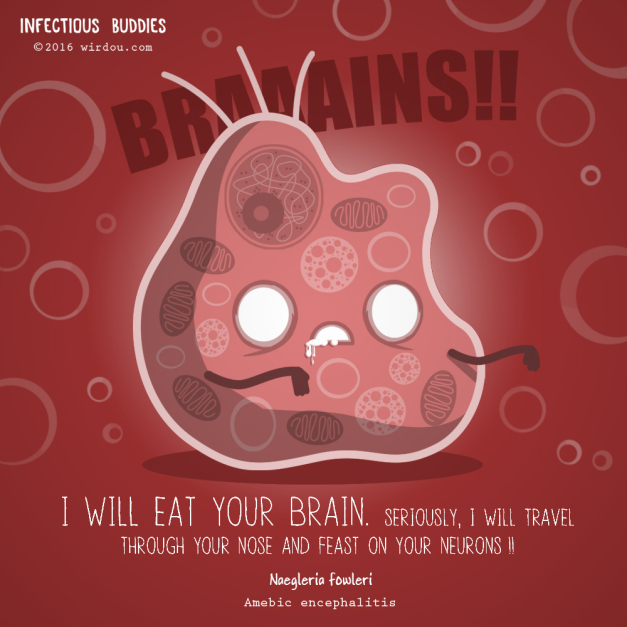 INFECTIOUS BUDDIES
©2016 wirdou.com
BRAAAAINS!!
I WILL EAT YOUR BRAIN. SERIOUSLY, I WILL TRAVEL
THROUGH YOUR NOSE AND FEAST ON YOUR NEURONS !!
Naegleria fowleri
Amebic encephalitis